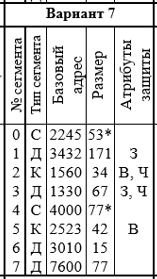 Вариант 7
№ сегмента Тип сегмента Базовый адрес Размер Атрибуты защиты
0 С 2245 53*
1 Д 3432 171 З
2 К 1560 34 В, Ч
3 Д 1330 67 З, Ч
4 С 4000 77*
5 К 2523 42 В
6 Д 3010 15
7 Д 7600 77